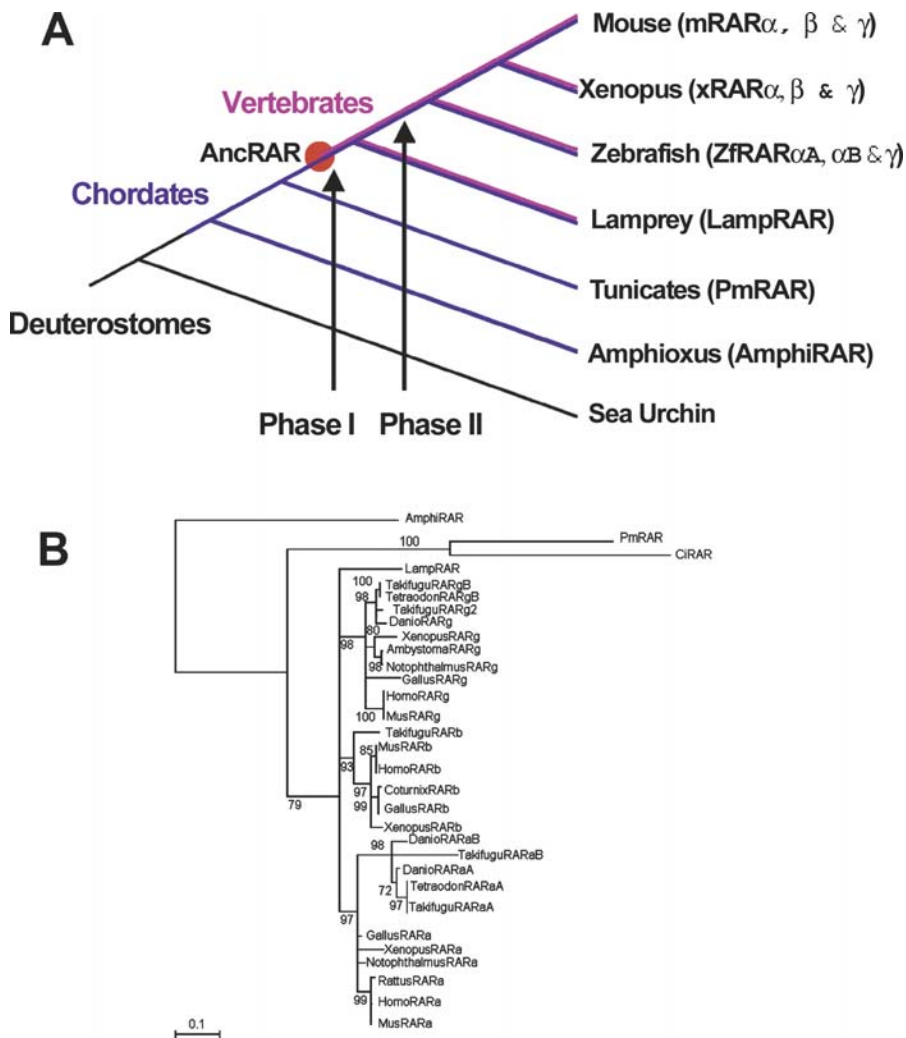 A
Mouse (mRARα, β & γ)
Xenopus (xRARα, β & γ)
Vertebrates
AncRAR
Zebrafish (ZfRARαA, αB & γ)
Chordates
Lamprey (LampRAR)
Tunicates (PmRAR)
Deuterostomes
Amphioxus (AmphiRAR)
Sea Urchin
Phase I
Phase II
B
AmphiRAR
PmRAR
100
CiRAR
LampRAR
100
TakifuguRARgB
98
TetraodonRARgB
TakifuguRARg2
DanioRARg
80
XenopusRARg
98
AmbystomaRARg
98
NotophthalmusRARg
GallusRARg
HomoRARg
100
MusRARg
TakifuguRARb
85
MusRARb
93
HomoRARb
97
CoturnixRARb
99
GallusRARb
79
XenopusRARb
98
DanioRARaB
TakifuguRARaB
DanioRARaA
72
TetraodonRARaA
97
TakifuguRARaA
97
GallusRARa
XenopusRARa
NotophthalmusRARa
RattusRARa
99
HomoRARa
MusRARa
0.1